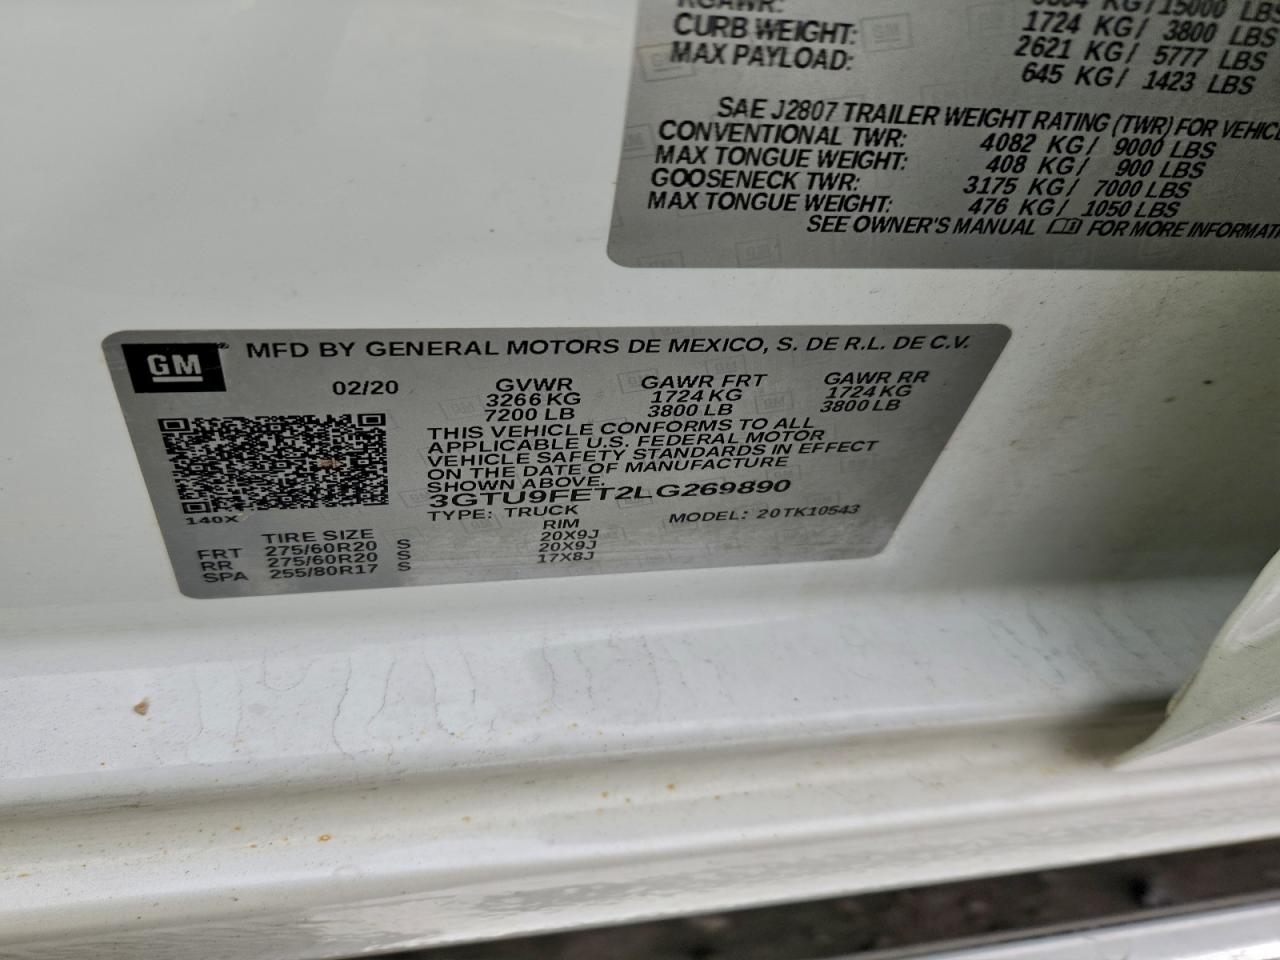 KG/15000 LBS
CURB WEIGHT: 1724 KG/ 3800 LBS
MAX PAYLOAD: 2621 KG/ 5777 LBS
645 KG/ 1423 LBS
SAE J2807 TRAILER WEIGHT RATING (TWR) FOR
CONVENTIONAL TWR: 4082 KG/ 9000 LBS
MAX TONGUE WEIGHT: 408 KG/ 900 LBS
GOOSENECK TWR: 3175 KG/ 7000 LBS
MAX TONGUE WEIGHT: 476 KG/ 1050 LBS
SEE OWNER'S MANUAL FOR MORE
GM
MFD BY GENERAL MOTORS DE MEXICO, S. DE R.L. DE C.V.
02/20 GVWR GAWR FRT GAWR RR
3266 KG 1724 KG 1724 KG
7200 LB 3800 LB 3800 LB
THIS VEHICLE CONFORMS TO ALL
APPLICABLE U.S. FEDERAL MOTOR
VEHICLE SAFETY STANDARDS IN EFFECT
ON THE DATE OF MANUFACTURE
SHOWN ABOVE.
3GTU9FET2LG269890
140X
TYPE: TRUCK MODEL: 20TK10543
TIRE SIZE RIM
FRT 275/60R20 S 20X9J
RR 275/60R20 S 20X9J
SPA 255/80R17 S 17X8J